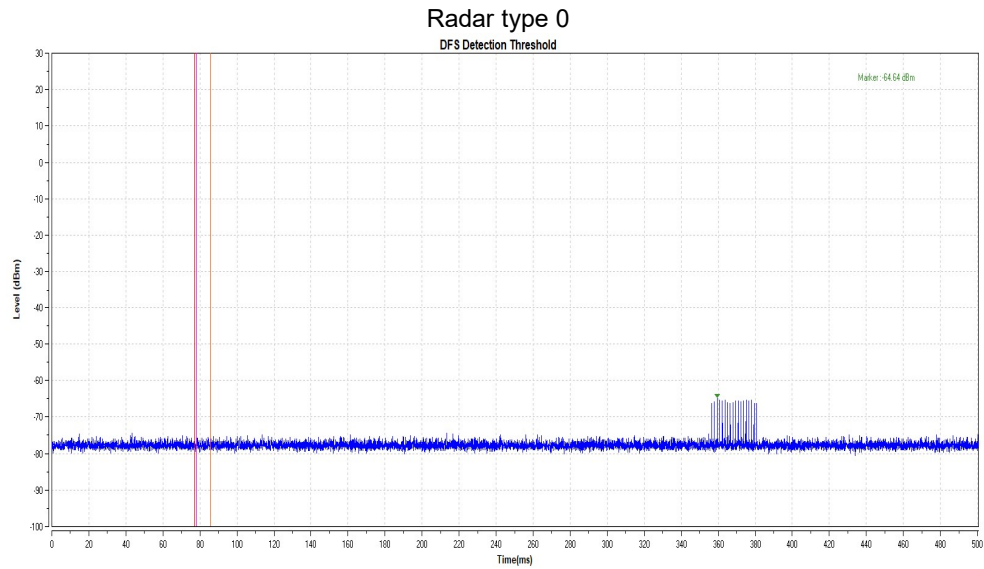 Radar type 0
DFS Detection Threshold
Marker: -64.64 dBm
Level (dBm)
30
20
10
0
-10
-20
-30
-40
-50
-60
-70
-80
-90
-100
0 20 40 60 80 100 120 140 160 180 200 220 240 260 280 300 320 340 360 380 400 420 440 460 480 500
Time(ms)